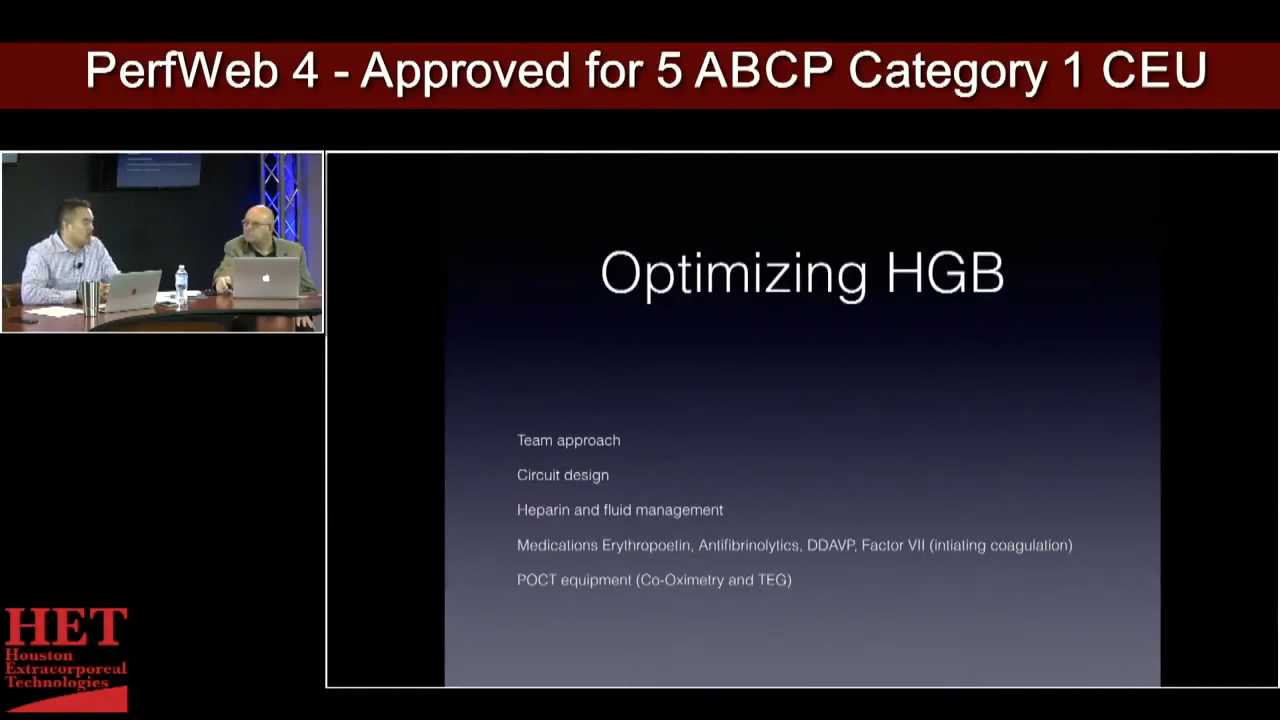 PerfWeb 4 - Approved for 5 ABCP Category 1 CEU
Optimizing HGB
Team approach
Circuit design
Heparin and fluid management
Medications Erythropoetin, Antifibrinolytics, DDAVP, Factor VII (intiating coagulation)
POCT equipment (Co-Oximetry and TEG)
HET
Houston
Extracorporeal
Technologies